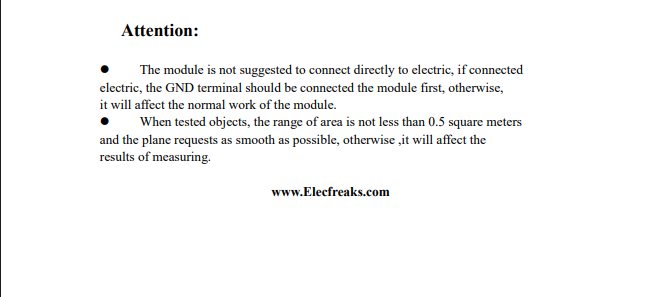 Attention:
● The module is not suggested to connect directly to electric, if connected
electric, the GND terminal should be connected the module first, otherwise,
it will affect the normal work of the module.
● When tested objects, the range of area is not less than 0.5 square meters
and the plane requests as smooth as possible, otherwise ,it will affect the
results of measuring.
www.Elecfreaks.com